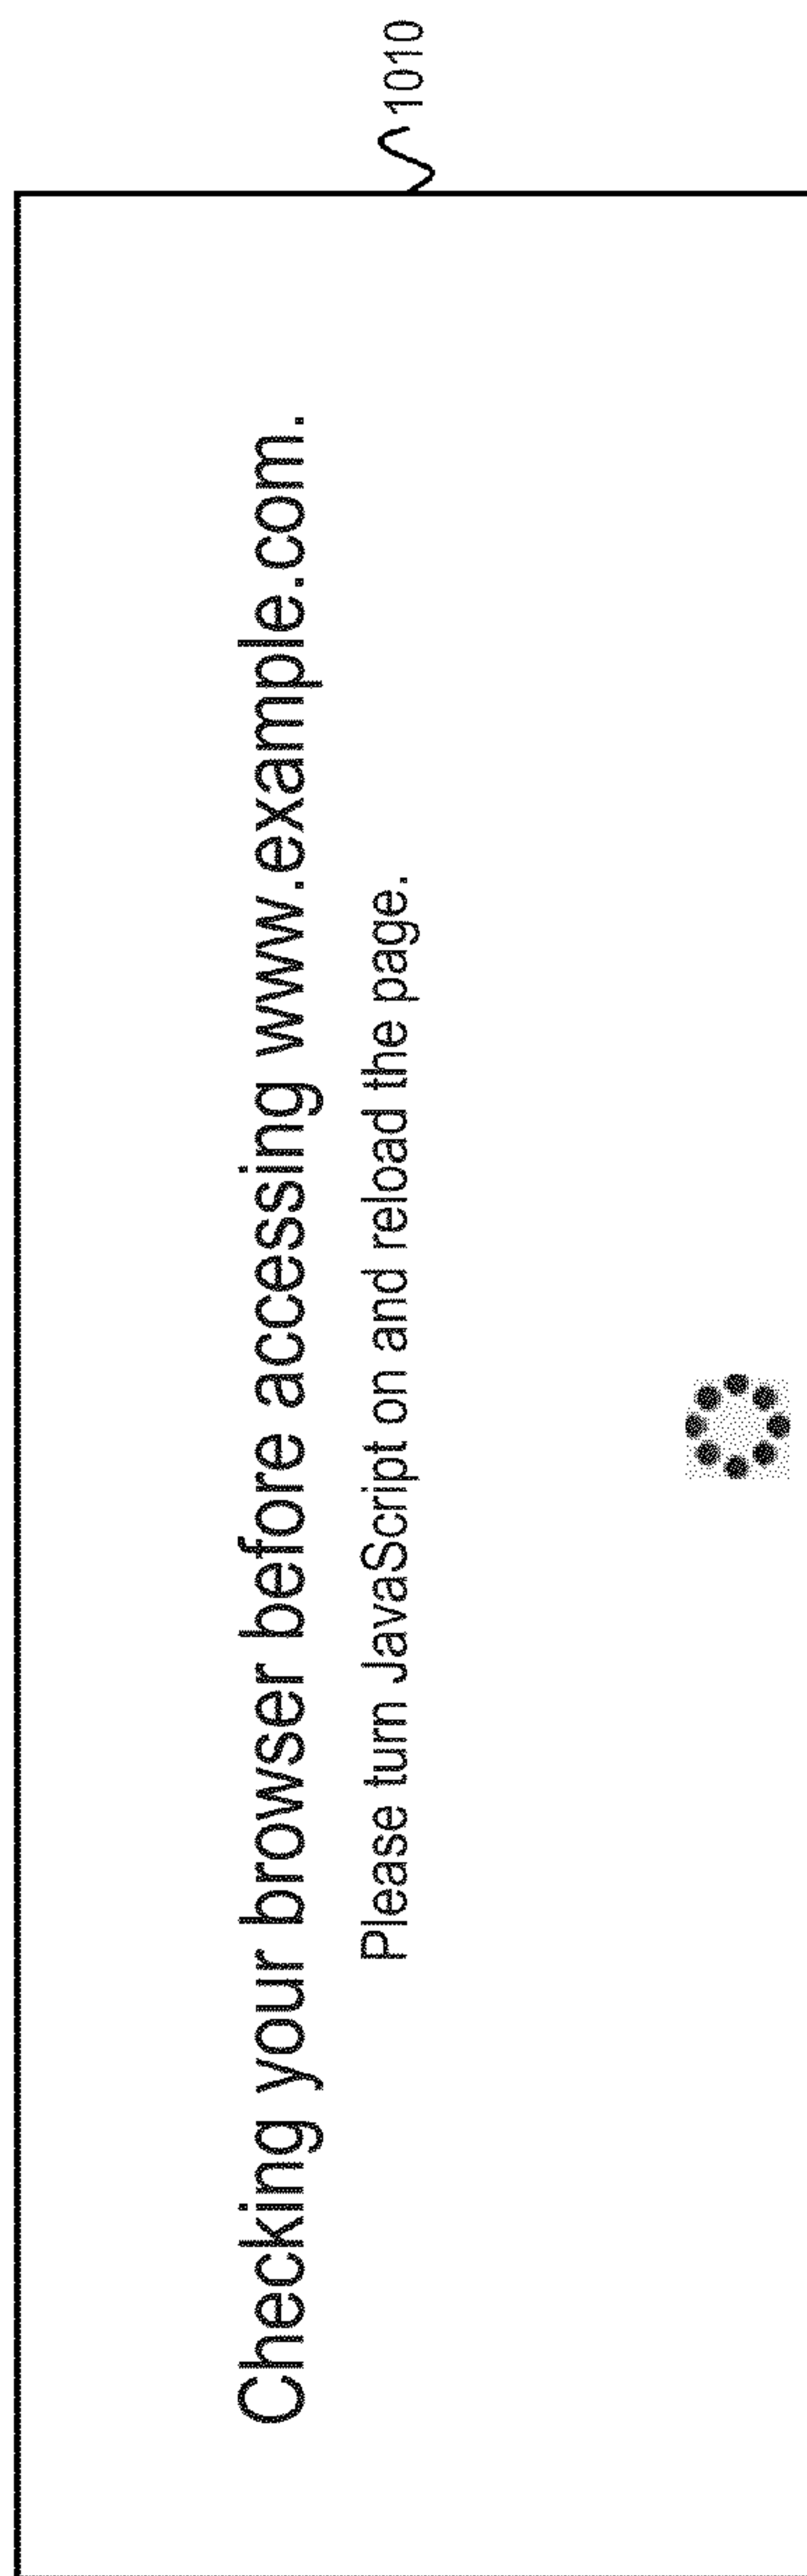 Checking your browser before accessing www.example.com.
Please turn JavaScript on and reload the page.
1010